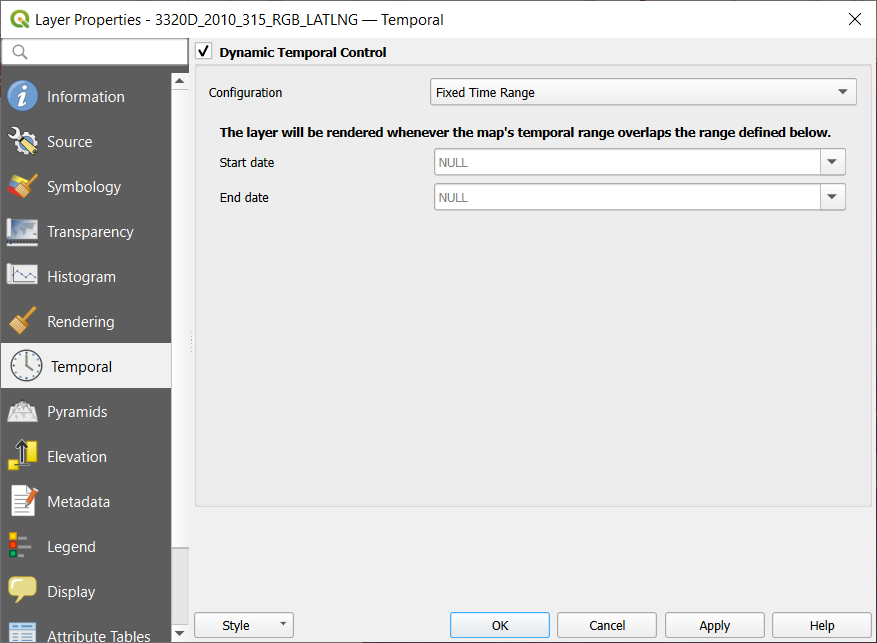 Layer Properties - 3320D_2010_315_RGB_LATLNG — Temporal
Dynamic Temporal Control
Information
Source
Symbology
Transparency
Histogram
Rendering
Temporal
Pyramids
Elevation
Metadata
Legend
Display
Attribute Tables
Configuration
Fixed Time Range
The layer will be rendered whenever the map's temporal range overlaps the range defined below.
Start date
NULL
End date
NULL
Style
OK
Cancel
Apply
Help